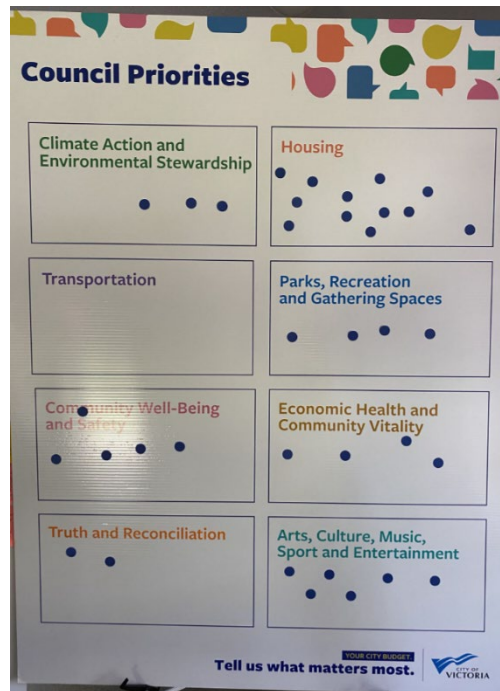 Council Priorities
Climate Action and
Environmental Stewardship
Housing
Transportation
Parks, Recreation
and Gathering Spaces
Community Well-Being
and Safety
Economic Health and
Community Vitality
Truth and Reconciliation
Arts, Culture, Music,
Sport and Entertainment
YOUR CITY BUDGET
Tell us what matters most.
CITY OF
VICTORIA